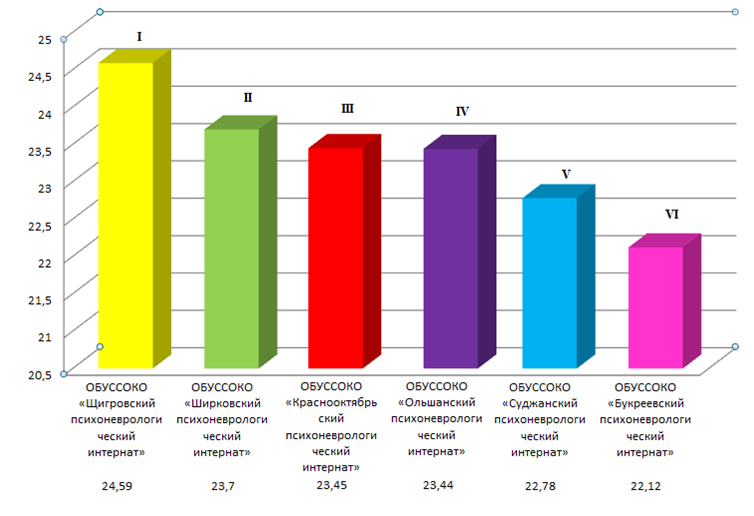 25
24,5
24
23,5
23
22,5
22
21,5
21
20,5
I
II
III
IV
V
VI
ОБУССОКО
«Щигровский
психоневрологи
ческий
интернат»
24,59
ОБУССОКО
«Ширковский
психоневрологи
ческий
интернат»
23,7
ОБУССОКО
«Краснооктябрь
ский
психоневрологи
ческий
интернат»
23,45
ОБУССОКО
«Ольшанский
психоневрологи
ческий
интернат»
23,44
ОБУССОКО
«Суджанский
психоневрологи
ческий
интернат»
22,78
ОБУССОКО
«Букреевский
психоневрологи
ческий
интернат»
22,12